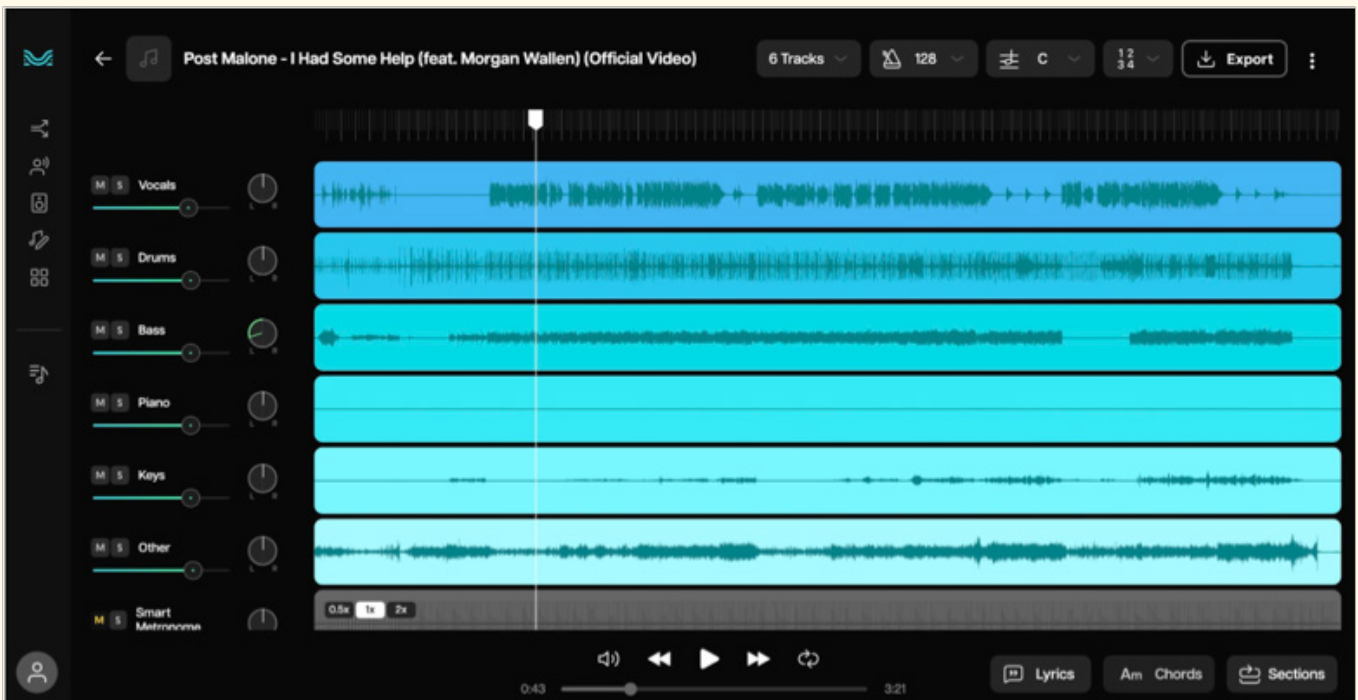 Post Malone - I Had Some Help (feat. Morgan Wallen) (Official Video)
6 Tracks
128
C
1 2
3 4
Export
M S Vocals
L R
M S Drums
L R
M S Bass
L R
M S Piano
L R
M S Keys
L R
M S Other
L R
M S Smart
Metronome
0.5x 1x 2x
0:43
3:21
Lyrics
Am Chords
Sections